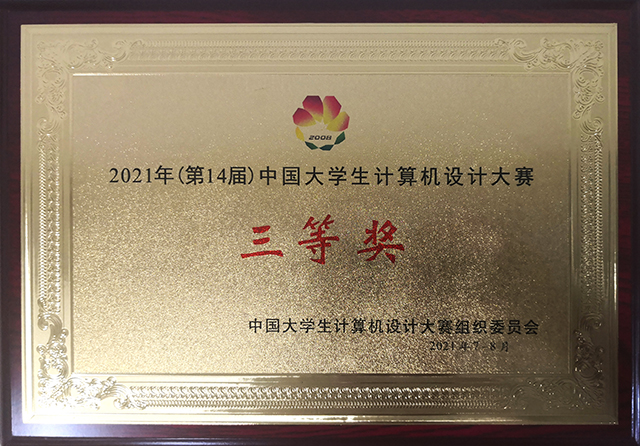 2008
2021年(第14届)中国大学生计算机设计大赛
三等奖
中国大学生计算机设计大赛组织委员会
2021年7-8月